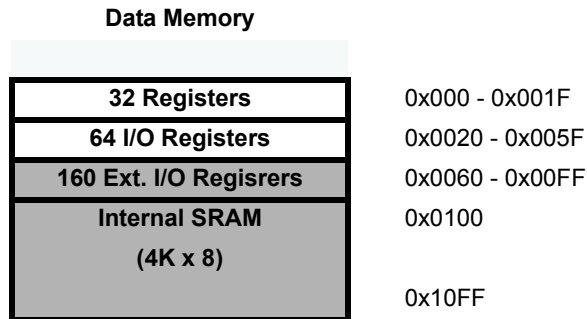 Data Memory
32 Registers 0x000 - 0x001F
64 I/O Registers 0x0020 - 0x005F
160 Ext. I/O Regisrers 0x0060 - 0x00FF
Internal SRAM 0x0100
(4K x 8)
0x10FF